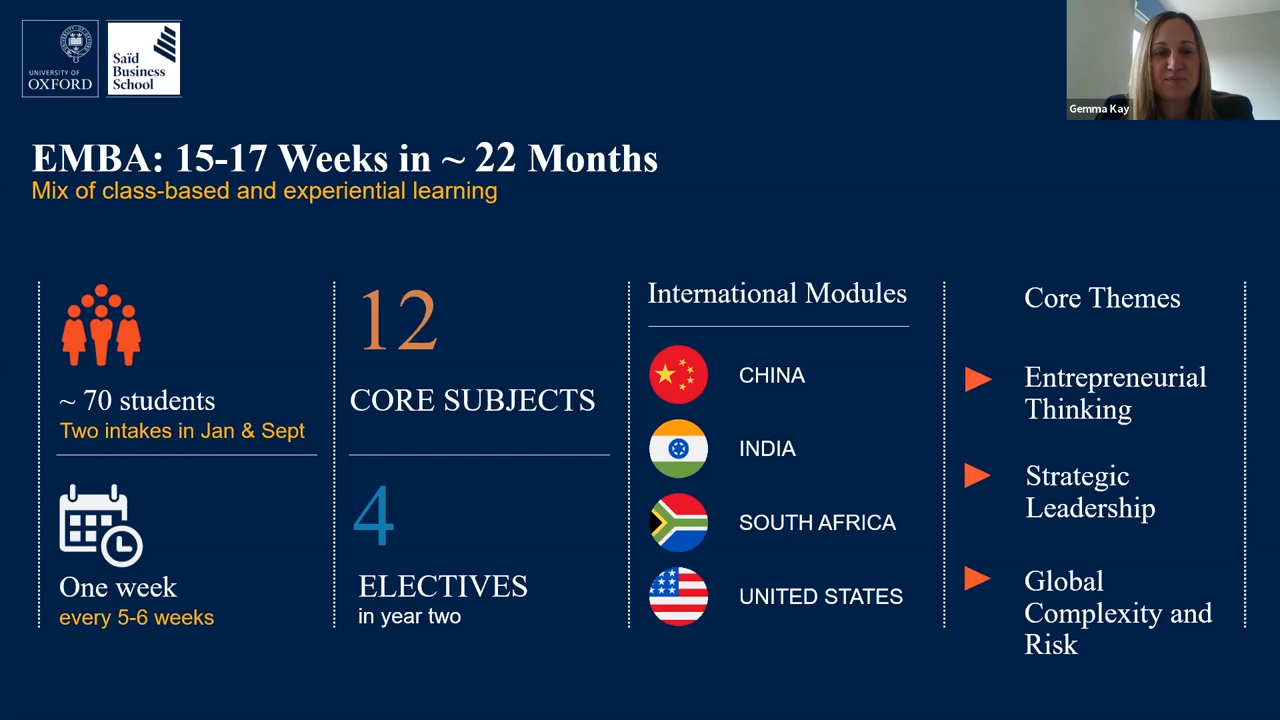 UNIVERSITY OF
OXFORD
Saïd
Business
School
Gemma Kay
EMBA: 15-17 Weeks in ~ 22 Months
Mix of class-based and experiential learning
~ 70 students
Two intakes in Jan & Sept
One week
every 5-6 weeks
12
CORE SUBJECTS
4
ELECTIVES
in year two
International Modules
CHINA
INDIA
SOUTH AFRICA
UNITED STATES
Core Themes
Entrepreneurial
Thinking
Strategic
Leadership
Global
Complexity and
Risk